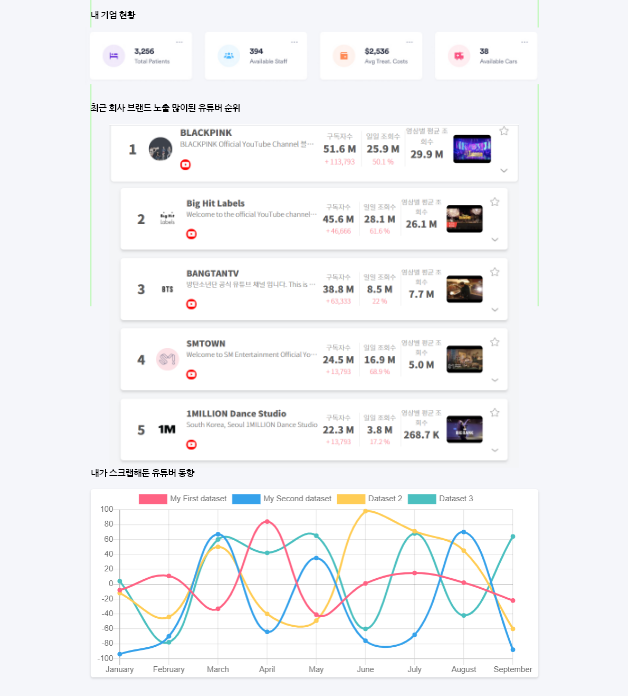 내 기업 현황
3,256
Total Patients
394
Available Staff
$2,536
Avg Treat. Costs
38
Available Cars
최근 회사 브랜드 노출 많이된 유튜버 순위
1
BLACKPINK
BLACKPINK Official YouTube Channel
구독자수
51.6 M
+ 113,793
일일 조회수
25.9 M
50.1 %
영상별 평균 조
회수
29.9 M
2
Big Hit
Labels
Big Hit Labels
Welcome to the official YouTube channel…
구독자수
45.6 M
+ 46,666
일일 조회수
28.1 M
61.6 %
영상별 평균 조
회수
26.1 M
3
BTS
BANGTANTV
방탄소년단 공식 유튜브 채널 입니다. This is …
구독자수
38.8 M
+ 63,333
일일 조회수
8.5 M
22 %
영상별 평균 조
회수
7.7 M
4
SM
SMTOWN
Welcome to SM Entertainment Official Yo…
구독자수
24.5 M
+ 13,793
일일 조회수
16.9 M
68.9 %
영상별 평균 조
회수
5.0 M
5
1M
1MILLION Dance Studio
South Korea, Seoul 1MILLION Dance Studio
구독자수
22.3 M
+ 13,793
일일 조회수
3.8 M
17.2 %
영상별 평균 조
회수
268.7 K
내가 스크랩해둔 유튜버 동향
My First dataset
My Second dataset
Dataset 2
Dataset 3
100
80
60
40
20
0
-20
-40
-60
-80
-100
January
February
March
April
May
June
July
August
September